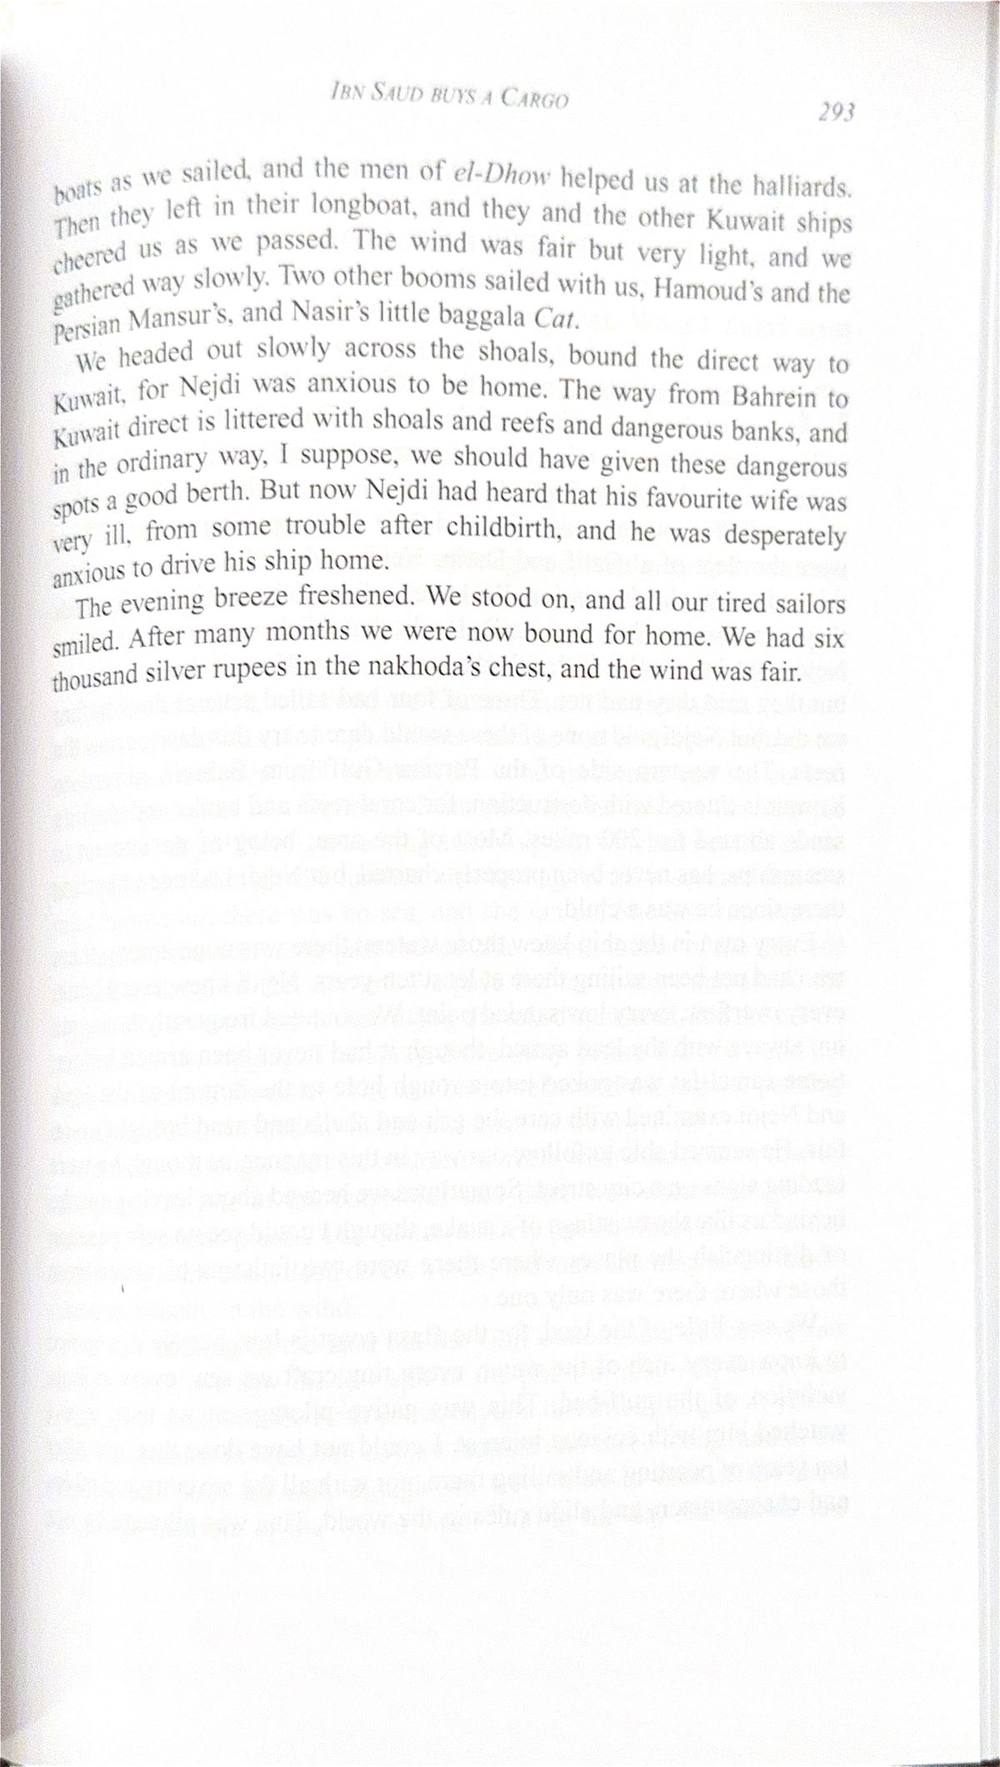 IBN SAUD BUYS A CARGO
293
boats as we sailed, and the men of el-Dhow helped us at the halliards.
Then they left in their longboat, and they and the other Kuwait ships
cheered us as we passed. The wind was fair but very light, and we
gathered way slowly. Two other booms sailed with us, Hamoud's and the
Persian Mansur's, and Nasir's little baggala Cat.
We headed out slowly across the shoals, bound the direct way to
Kuwait, for Nejdi was anxious to be home. The way from Bahrein to
Kuwait direct is littered with shoals and reefs and dangerous banks, and
in the ordinary way, I suppose, we should have given these dangerous
spots a good berth. But now Nejdi had heard that his favourite wife was
very ill, from some trouble after childbirth, and he was desperately
anxious to drive his ship home.
The evening breeze freshened. We stood on, and all our tired sailors
smiled. After many months we were now bound for home. We had six
thousand silver rupees in the nakhoda's chest, and the wind was fair.